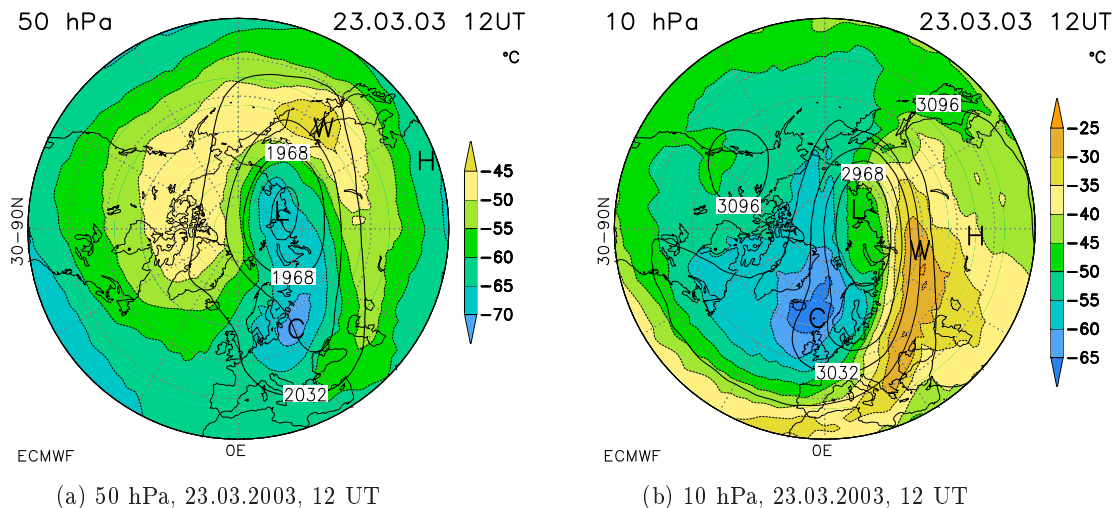 50 hPa 23.03.03 12UT
°C
W
H
1968
L
1968
C
2032
30-90N
-45
-50
-55
-60
-65
-70
ECMWF
0E
(a) 50 hPa, 23.03.2003, 12 UT
10 hPa 23.03.03 12UT
°C
3096
2968
3096
L
H
W
C
3032
30-90N
-25
-30
-35
-40
-45
-50
-55
-60
-65
ECMWF
0E
(b) 10 hPa, 23.03.2003, 12 UT